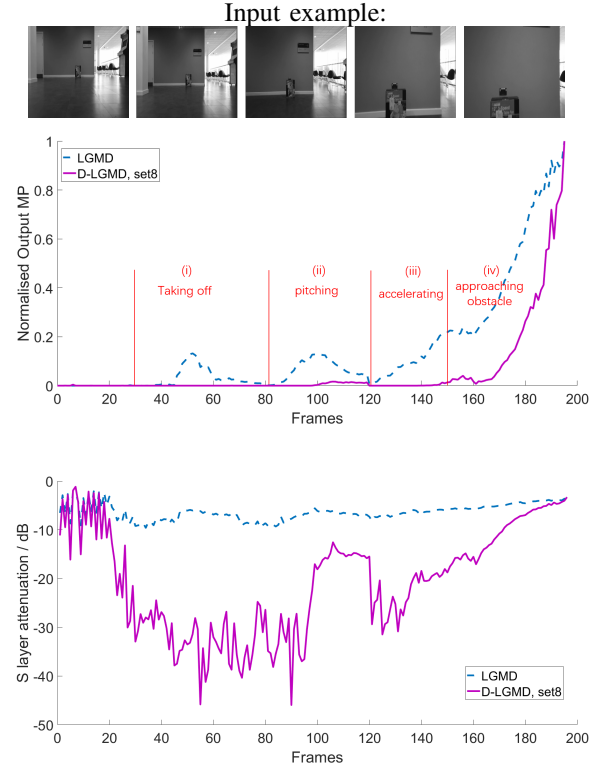 Input example:
Normalised Output MP
1
0.8
0.6
0.4
0.2
0
LGMD
D-LGMD, set8
(i)
Taking off
(ii)
pitching
(iii)
accelerating
(iv)
approaching
obstacle
0 20 40 60 80 100 120 140 160 180 200
Frames
S layer attenuation / dB
0
-10
-20
-30
-40
-50
LGMD
D-LGMD, set8
0 20 40 60 80 100 120 140 160 180 200
Frames